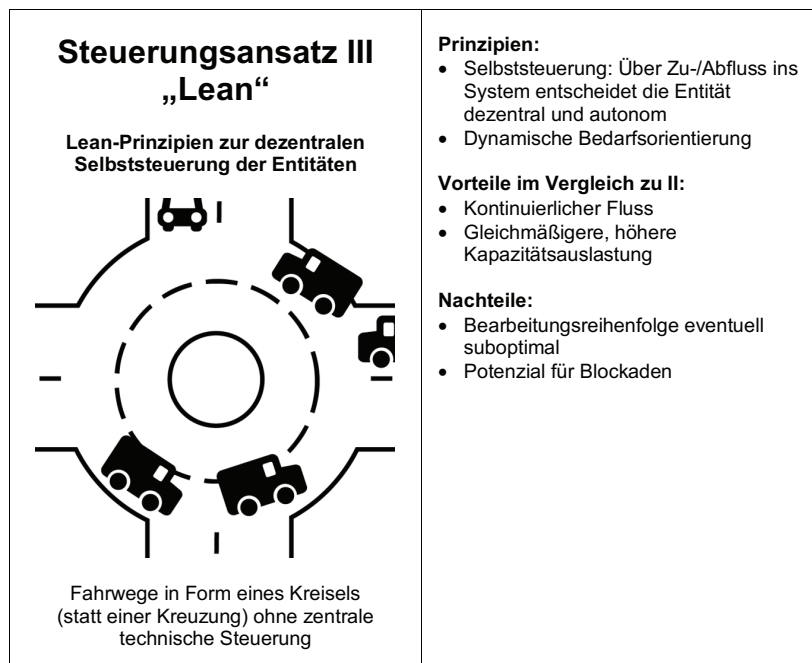 Steuerungsansatz III
„Lean“
Lean-Prinzipien zur dezentralen
Selbststeuerung der Entitäten
Fahrwege in Form eines Kreisels
(statt einer Kreuzung) ohne zentrale
technische Steuerung
Prinzipien:
• Selbststeuerung: Über Zu-/Abfluss ins
System entscheidet die Entität
dezentral und autonom
• Dynamische Bedarfsorientierung
Vorteile im Vergleich zu II:
• Kontinuierlicher Fluss
• Gleichmäßigere, höhere
Kapazitätsauslastung
Nachteile:
• Bearbeitungsreihenfolge eventuell
suboptimal
• Potenzial für Blockaden